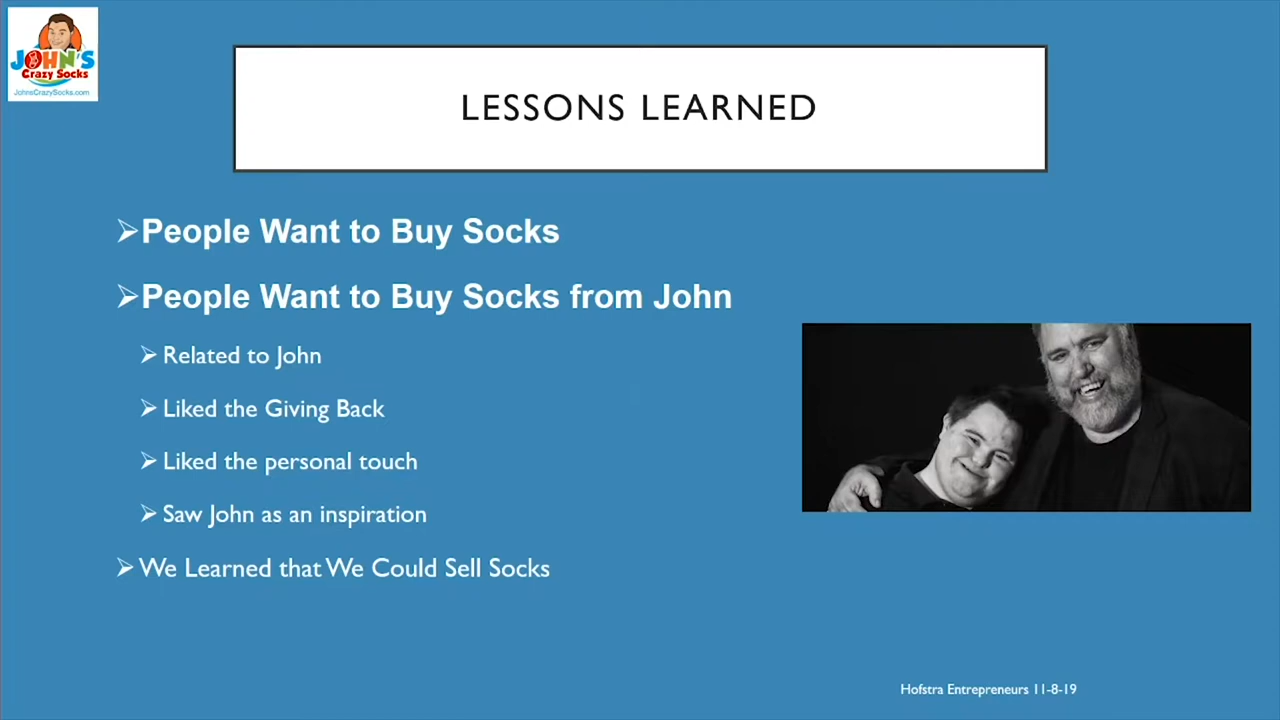 JOHN'S
Crazy Socks
JohnsCrazySocks.com
LESSONS LEARNED
People Want to Buy Socks
People Want to Buy Socks from John
Related to John
Liked the Giving Back
Liked the personal touch
Saw John as an inspiration
We Learned that We Could Sell Socks
Hofstra Entrepreneurs 11-8-19